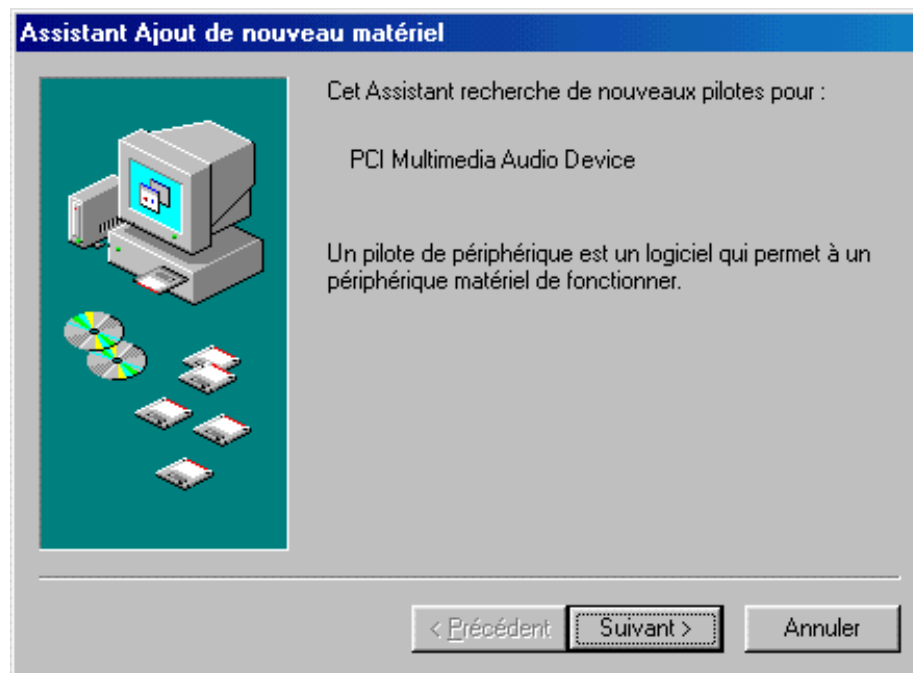 Assistant Ajout de nouveau matériel
Cet Assistant recherche de nouveaux pilotes pour :
PCI Multimedia Audio Device
Un pilote de périphérique est un logiciel qui permet à un
périphérique matériel de fonctionner.
< Précédent
Suivant >
Annuler